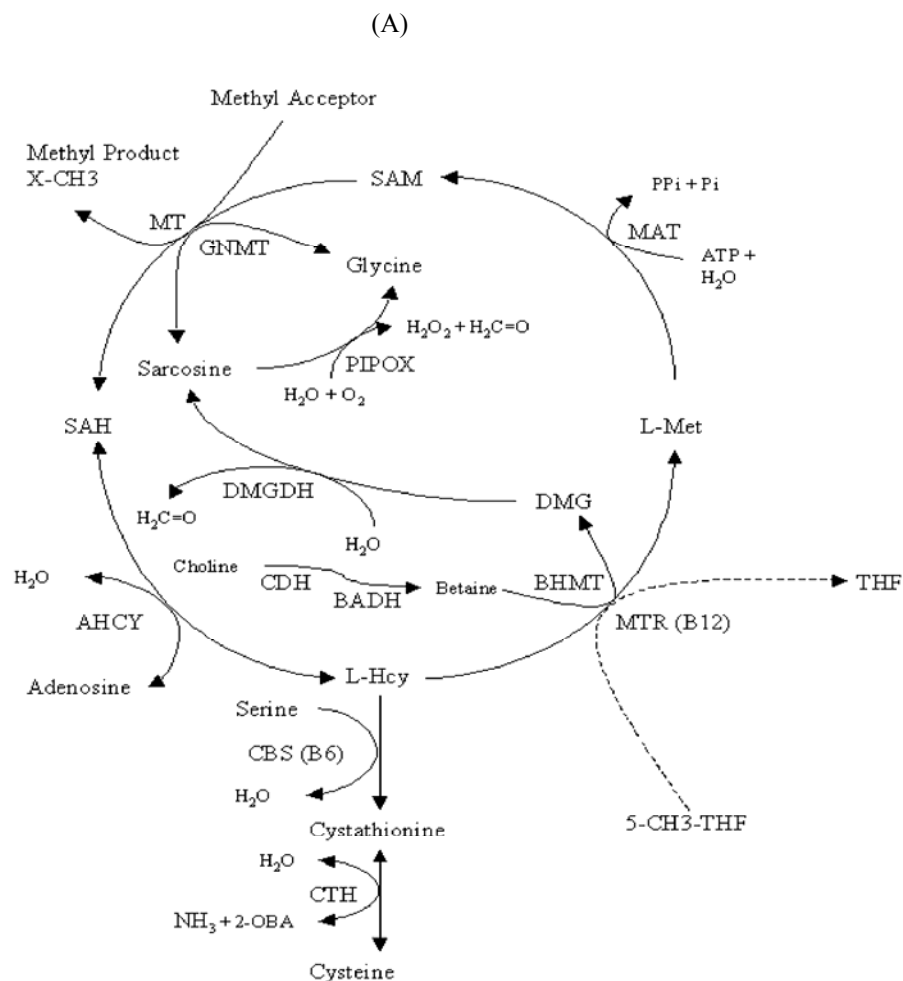 (A)
Methyl Acceptor
Methyl Product
X-CH3
SAM
PPi + Pi
MT
MAT
GNMT
ATP +
H₂O
Glycine
H₂O₂ + H₂C=O
Sarcosine
PIPOX
H₂O + O₂
SAH
L-Met
DMGDH
DMG
H₂C=O
H₂O
Choline
H₂O
CDH
BADH
Betaine
BHMT
THF
AHCY
MTR (B12)
Adenosine
L-Hcy
Serine
CBS (B6)
H₂O
5-CH3-THF
Cystathionine
H₂O
CTH
NH₃ + 2-OBA
Cysteine